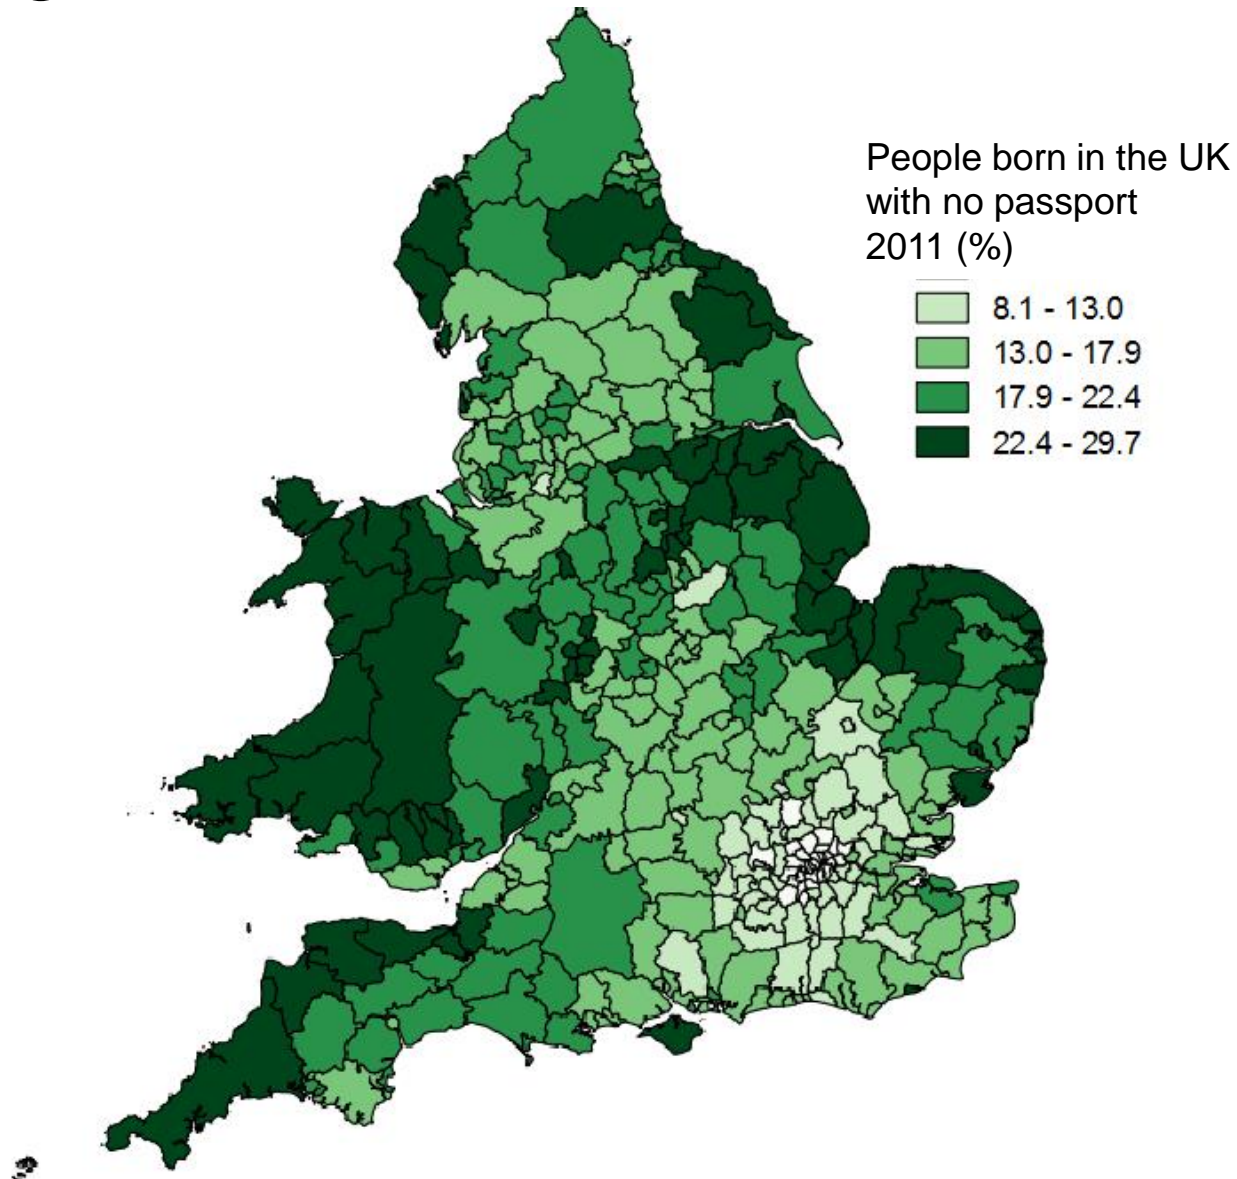 People born in the UK
with no passport
2011 (%)
8.1 - 13.0
13.0 - 17.9
17.9 - 22.4
22.4 - 29.7